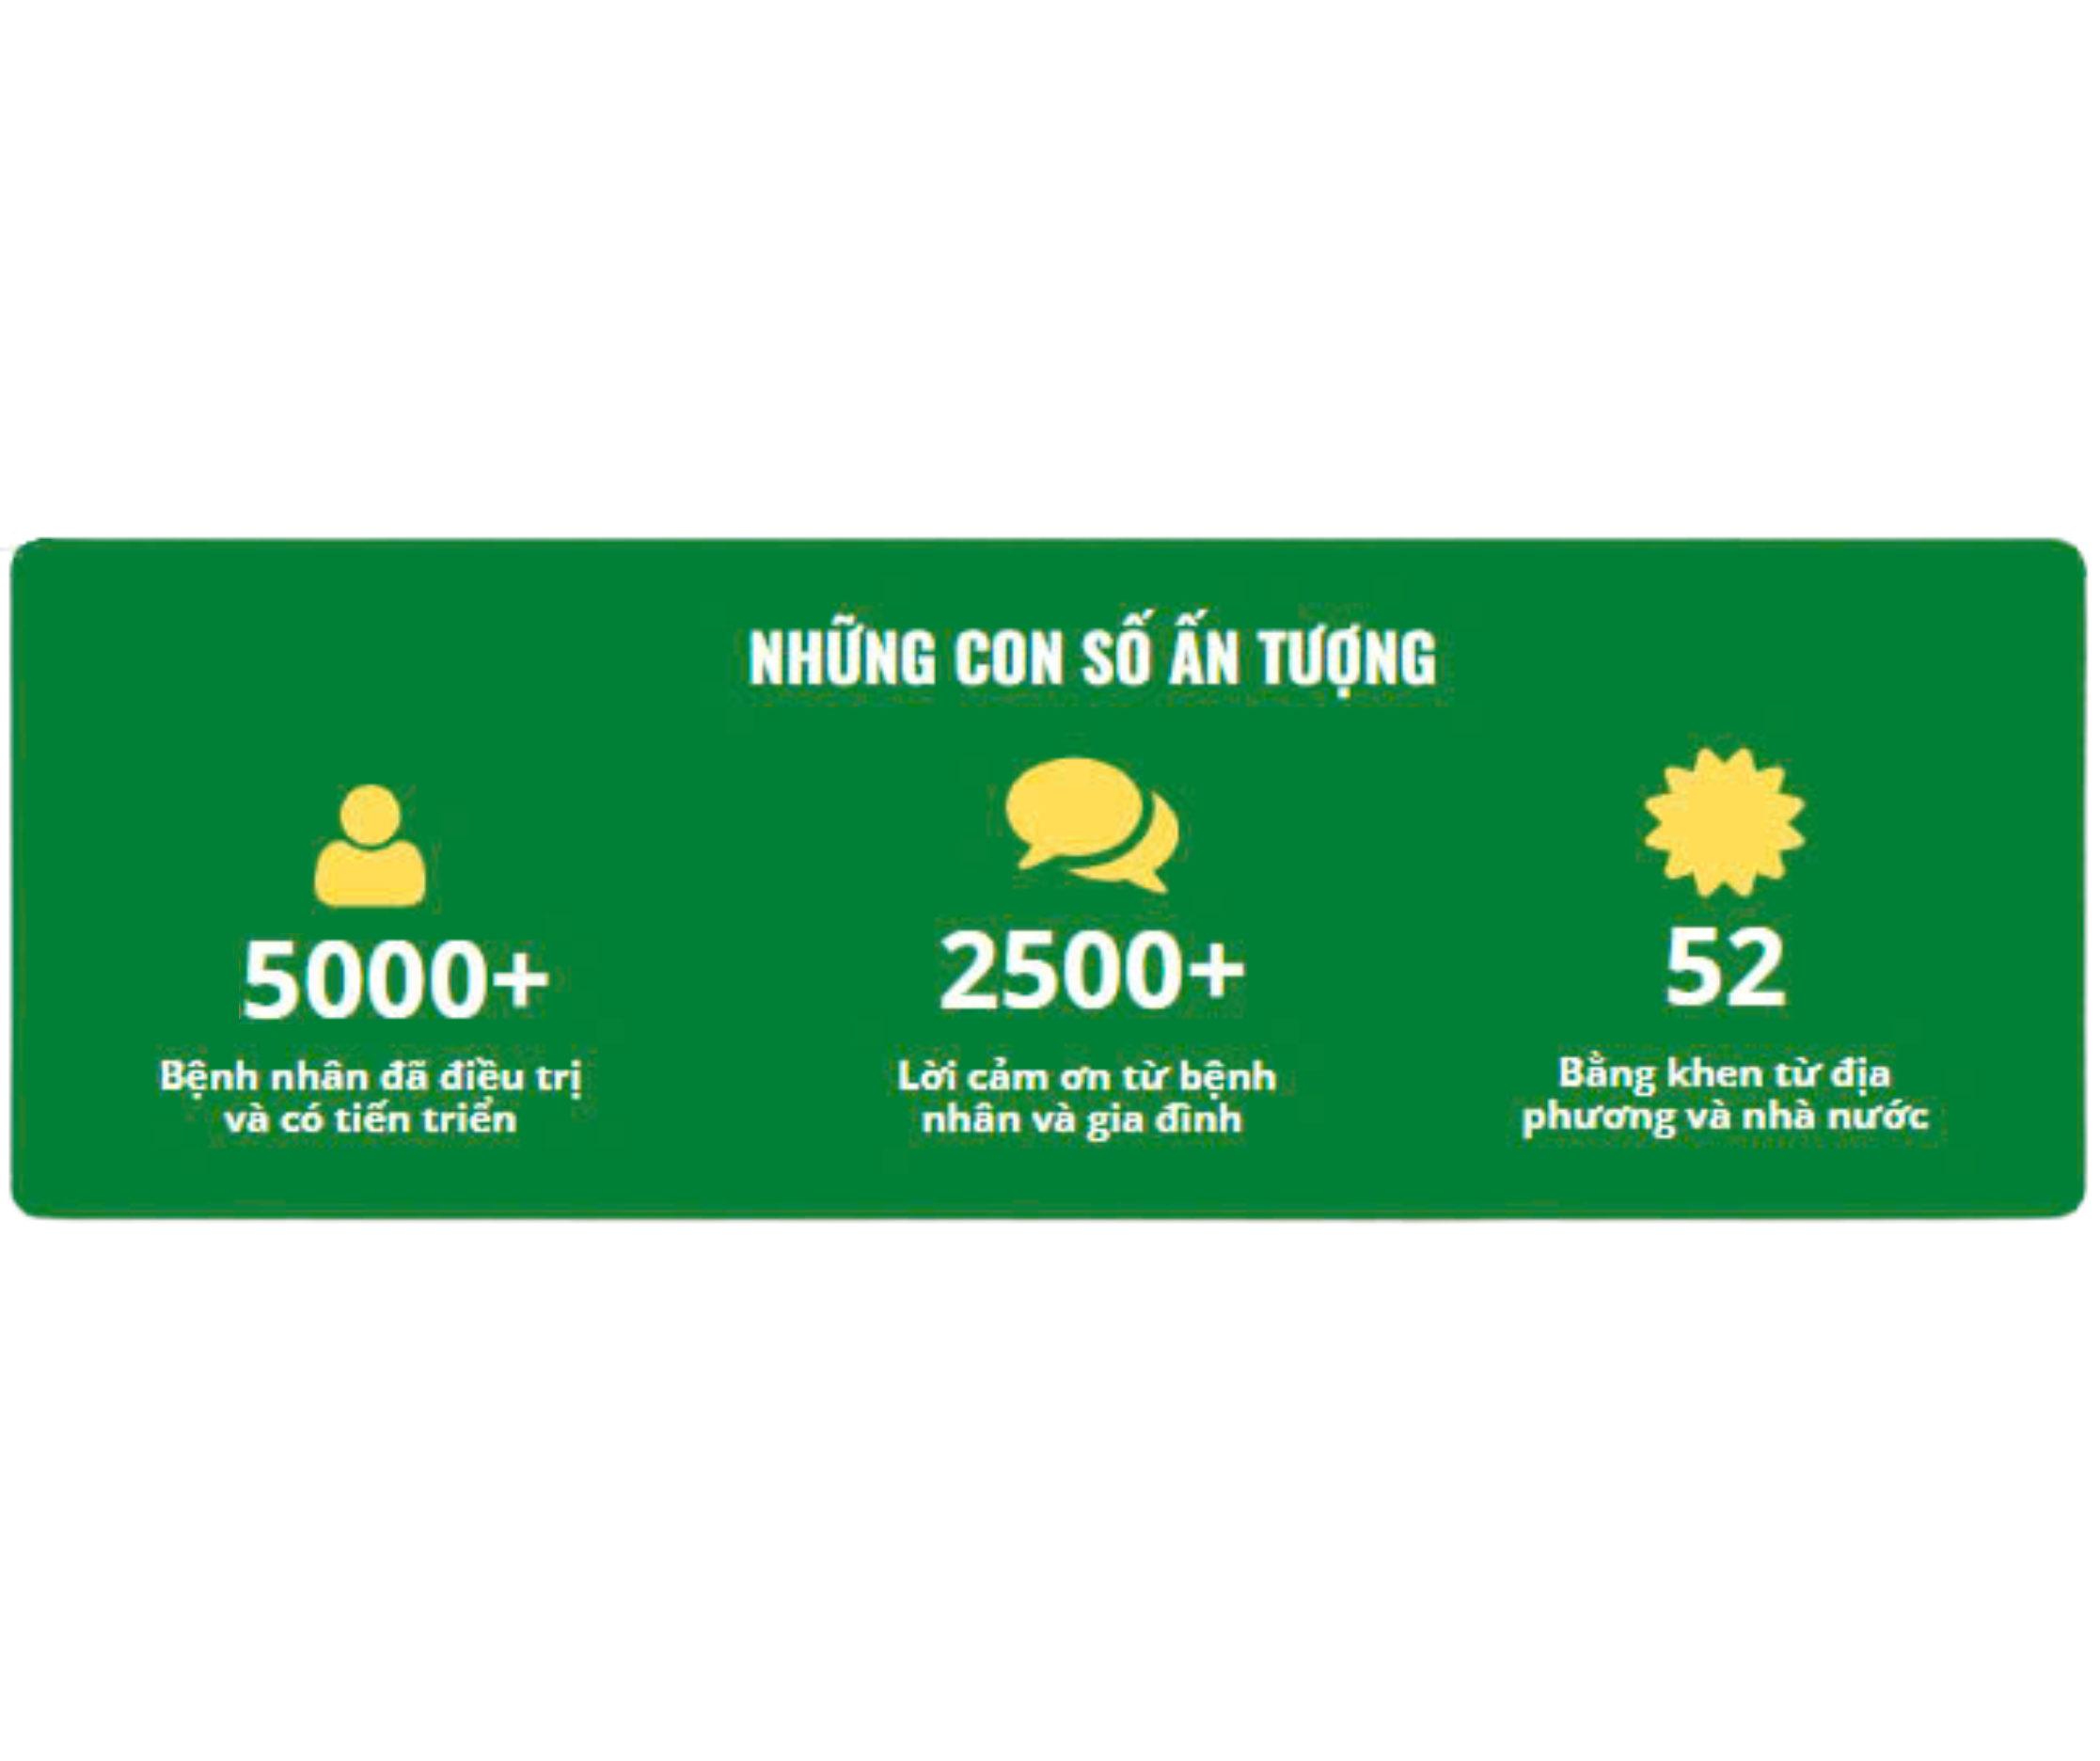 NHỮNG CON SỐ ẤN TƯỢNG
5000+
Bệnh nhân đã điều trị
và có tiến triển
2500+
Lời cảm ơn từ bệnh
nhân và gia đình
52
Bằng khen từ địa
phương và nhà nước